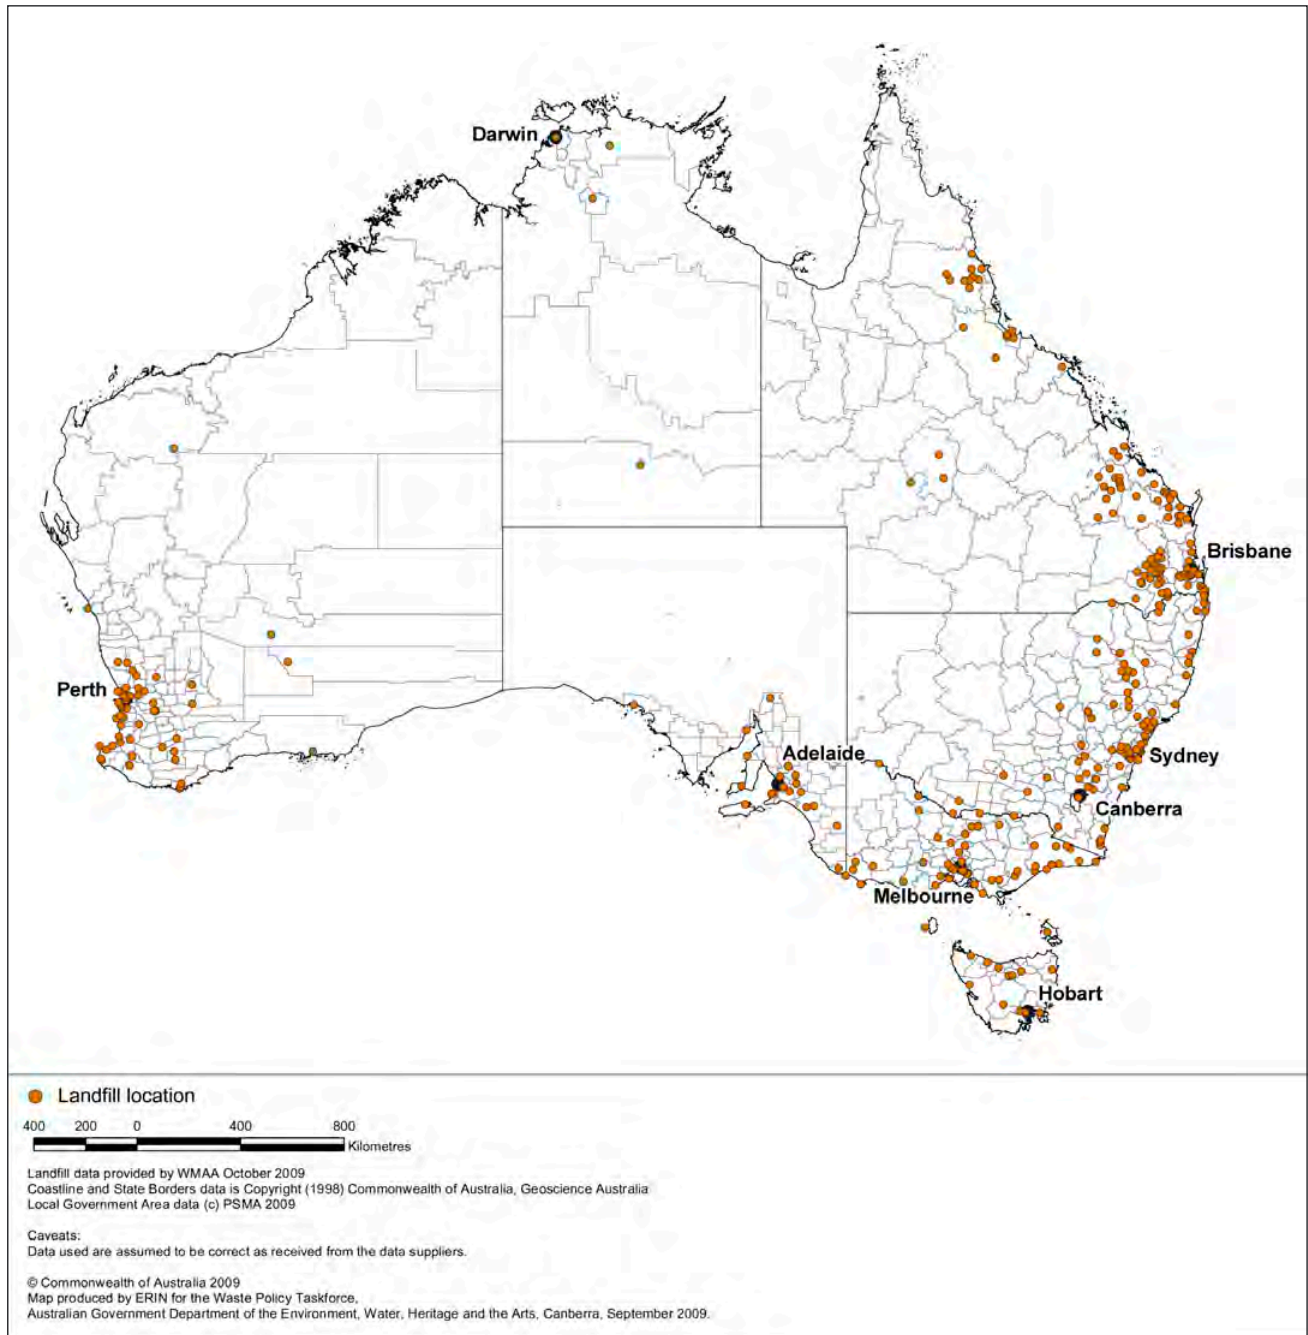 Darwin
Brisbane
Perth
Adelaide
Sydney
Canberra
Melbourne
Hobart
Landfill location
400 200 0 400 800
Kilometres
Landfill data provided by WMAA October 2009
Coastline and State Borders data is Copyright (1998) Commonwealth of Australia, Geoscience Australia
Local Government Area data (c) PSMA 2009
Caveats:
Data used are assumed to be correct as received from the data suppliers.
© Commonwealth of Australia 2009
Map produced by ERIN for the Waste Policy Taskforce,
Australian Government Department of the Environment, Water, Heritage and the Arts, Canberra, September 2009.